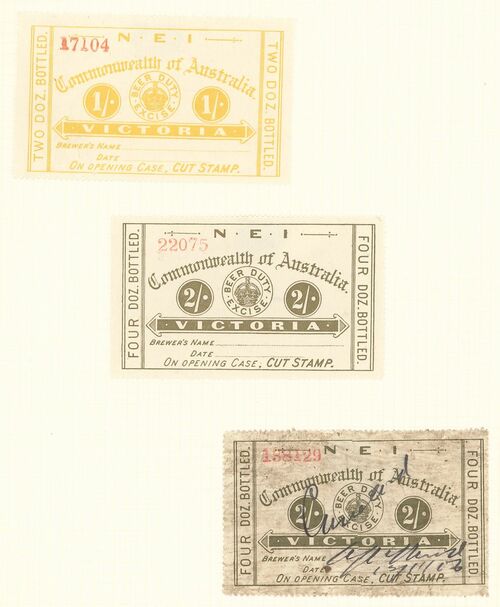 TWO DOZ. BOTTLED.
N · E · I
17104
Commonwealth of Australia.
BEER DUTY
EXCISE
1/· 1/·
· VICTORIA ·
BREWER'S NAME
DATE
ON OPENING CASE, CUT STAMP.
TWO DOZ. BOTTLED.
FOUR DOZ. BOTTLED.
N · E · I
22075
Commonwealth of Australia.
BEER DUTY
EXCISE
2/· 2/·
· VICTORIA ·
BREWER'S NAME
DATE
ON OPENING CASE, CUT STAMP.
FOUR DOZ. BOTTLED.
FOUR DOZ. BOTTLED.
N · E · I
158129
Commonwealth of Australia.
BEER DUTY
EXCISE
2/· 2/·
VICTORIA ·
BREWER'S NAME
DATE
ON OPENING CASE, CUT STAMP.
FOUR DOZ. BOTTLED.